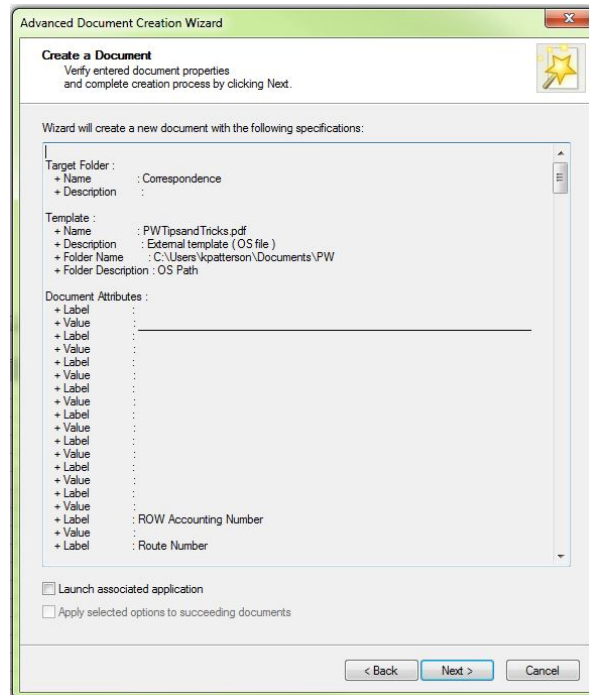 Advanced Document Creation Wizard
Create a Document
Verify entered document properties
and complete creation process by clicking Next.
Wizard will create a new document with the following specifications:
Target Folder :
+ Name : Correspondence
+ Description :
Template :
+ Name : PWTipsandTricks.pdf
+ Description : External template ( OS file )
+ Folder Name : C:\Users\kpatterson\Documents\PW
+ Folder Description : OS Path
Document Attributes :
+ Label :
+ Value :
+ Label :
+ Value :
+ Label :
+ Value :
+ Label :
+ Value :
+ Label :
+ Value :
+ Label :
+ Value :
+ Label :
+ Value :
+ Label :
+ Value :
+ Label : ROW Accounting Number
+ Value :
+ Label : Route Number
Launch associated application
Apply selected options to succeeding documents
< Back Next > Cancel